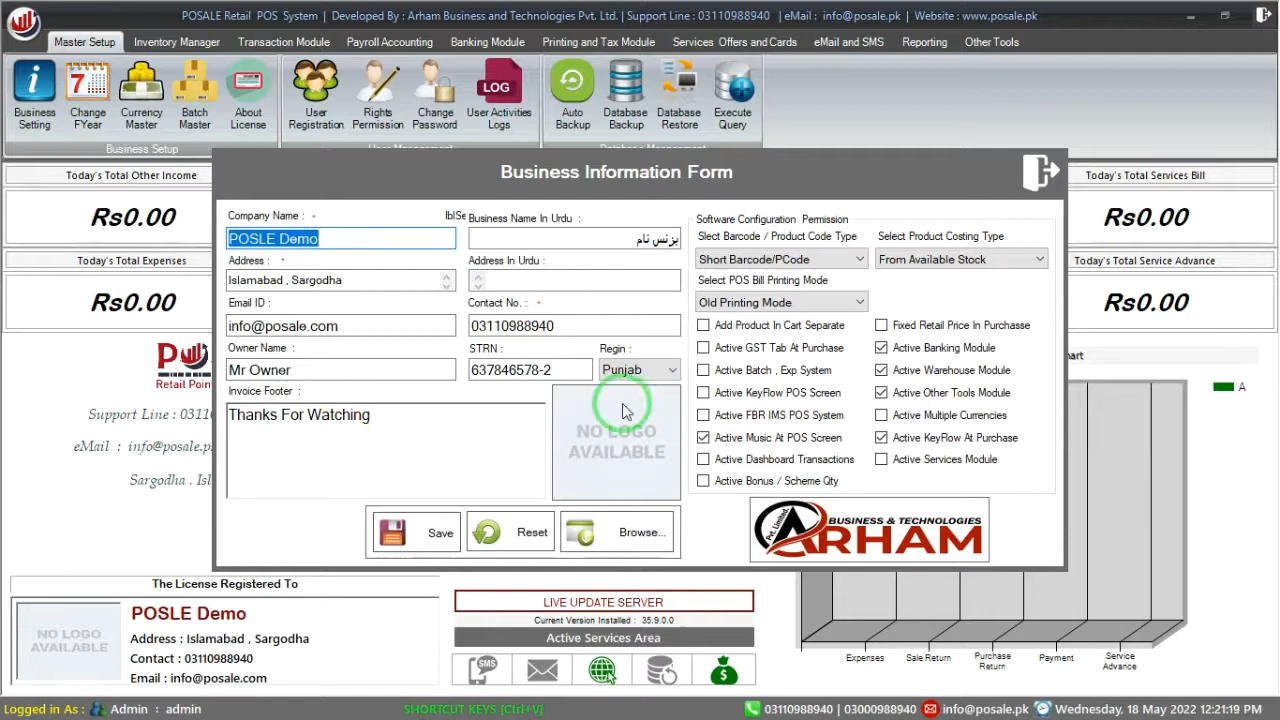 POSALE Retail POS System | Developed By : Arham Business and Technologies Pvt. Ltd. | Support Line : 03110988940 | eMail : info@posale.pk | Website : www.posale.pk
Master Setup Inventory Manager Transaction Module Payroll Accounting Banking Module Printing and Tax Module Services Offers and Cards eMail and SMS Reporting Other Tools
Business Setting
Change FYear
Currency Master
Batch Master
About License
User Registration
Rights Permission
Change Password
LOG
User Activities Logs
Auto Backup
Database Backup
Database Restore
Execute Query
Business Setup
Business Information Form
Today's Total Other Income
Rs0.00
Today's Total Expenses
Rs0.00
Today's Total Services Bill
Rs0.00
Today's Total Service Advance
Rs0.00
Company Name : *
lblSe
Business Name In Urdu :
POSLE Demo
بزنس نام
Address : *
Address In Urdu :
Islamabad , Sargodha
Email ID :
Contact No. : *
info@posale.com
03110988940
Owner Name :
STRN :
Regin :
Mr Owner
637846578-2
Punjab
Invoice Footer :
Thanks For Watching
NO LOGO
AVAILABLE
Save
Reset
Browse...
Software Configuration Permission
Slect Barcode / Product Code Type
Select Product Costing Type
Short Barcode/PCode
From Available Stock
Select POS Bill Printing Mode
Old Printing Mode
Add Product In Cart Separate
Fixed Retail Price In Purchasse
Active GST Tab At Purchase
Active Banking Module
Active Batch , Exp System
Active Warehouse Module
Active KeyFlow POS Screen
Active Other Tools Module
Active FBR IMS POS System
Active Multiple Currencies
Active Music At POS Screen
Active KeyFlow At Purchase
Active Dashboard Transactions
Active Services Module
Active Bonus / Scheme Qty
Pvt. Limited
BUSINESS & TECHNOLOGIES
ARHAM
Retail Poin
Support Line : 0311
eMail : info@posale.p
Sargodha , Isl
hart
A
Expenses
Sale Return
Purchase Return
Payment
Service Advance
The License Registered To
NO LOGO
AVAILABLE
POSLE Demo
Address : Islamabad , Sargodha
Contact : 03110988940
Email : info@posale.com
LIVE UPDATE SERVER
Current Version Installed : 35.9.0.0
Active Services Area
SMS
Logged in As : Admin : admin
SHORTCUT KEYS [Ctrl+V]
03110988940 | 03000988940
info@posale.pk
Wednesday, 18 May 2022 12:21:19 PM